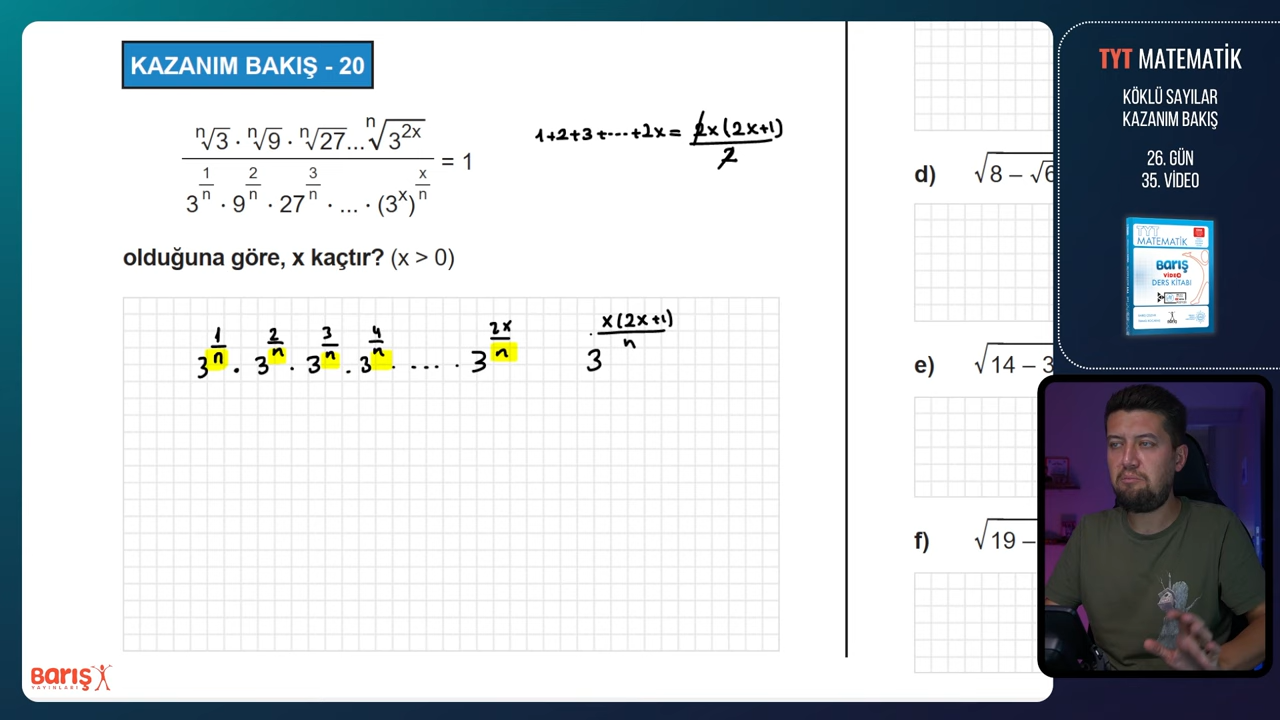 KAZANIM BAKIŞ - 20
ⁿ√3 · ⁿ√9 · ⁿ√27 ... ⁿ√3^(2x) / 3^(1/n) · 9^(2/n) · 27^(3/n) · ... · (3^x)^(x/n) = 1
1+2+3+....+2x = 2x(2x+1)/2
olduğuna göre, x kaçtır? (x > 0)
3^(1/n) . 3^(2/n) . 3^(3/n) . 3^(4/n) . .... . 3^(2x/n)
3^(x(2x+1)/n)
d) √8 – √6
e) √14 – 3
f) √19 –
TYT MATEMATİK
KÖKLÜ SAYILAR
KAZANIM BAKIŞ
26. GÜN
35. VİDEO
TYT
MATEMATİK
BARIŞ
VİDEO
DERS KİTABI
BARIŞ
YAYINLARI